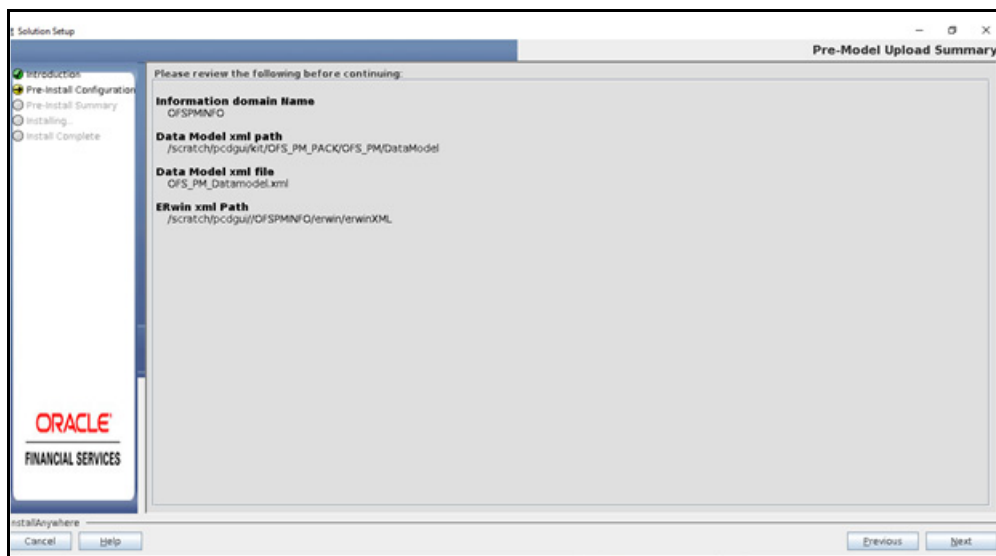 Solution Setup
Pre-Model Upload Summary
Introduction
Pre-Install Configuration
Pre-Install Summary
Installing...
Install Complete
Please review the following before continuing:
Information domain Name
OFSPMINFO
Data Model xml path
/scratch/pcdgui/kit/OFS_PM_PACK/OFS_PM/DataModel
Data Model xml file
OFS_PM_Datamodel.xml
ERwin xml Path
/scratch/pcdgui//OFSPMINFO/erwin/erwinXML
ORACLE
FINANCIAL SERVICES
nstallAnywhere
Cancel
Help
Previous
Next